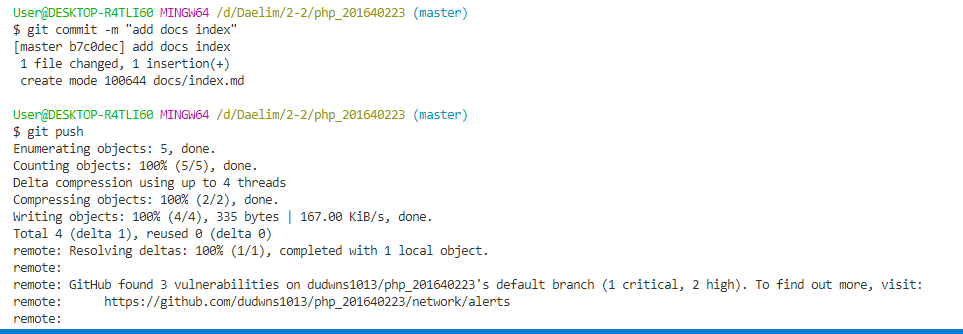 User@DESKTOP-R4TLI60 MINGW64 /d/Daelim/2-2/php_201640223 (master)
$ git commit -m "add docs index"
[master b7c0dec] add docs index
 1 file changed, 1 insertion(+)
 create mode 100644 docs/index.md
User@DESKTOP-R4TLI60 MINGW64 /d/Daelim/2-2/php_201640223 (master)
$ git push
Enumerating objects: 5, done.
Counting objects: 100% (5/5), done.
Delta compression using up to 4 threads
Compressing objects: 100% (2/2), done.
Writing objects: 100% (4/4), 335 bytes | 167.00 KiB/s, done.
Total 4 (delta 1), reused 0 (delta 0)
remote: Resolving deltas: 100% (1/1), completed with 1 local object.
remote:
remote: GitHub found 3 vulnerabilities on dudwns1013/php_201640223's default branch (1 critical, 2 high). To find out more, visit:
remote:      https://github.com/dudwns1013/php_201640223/network/alerts
remote: